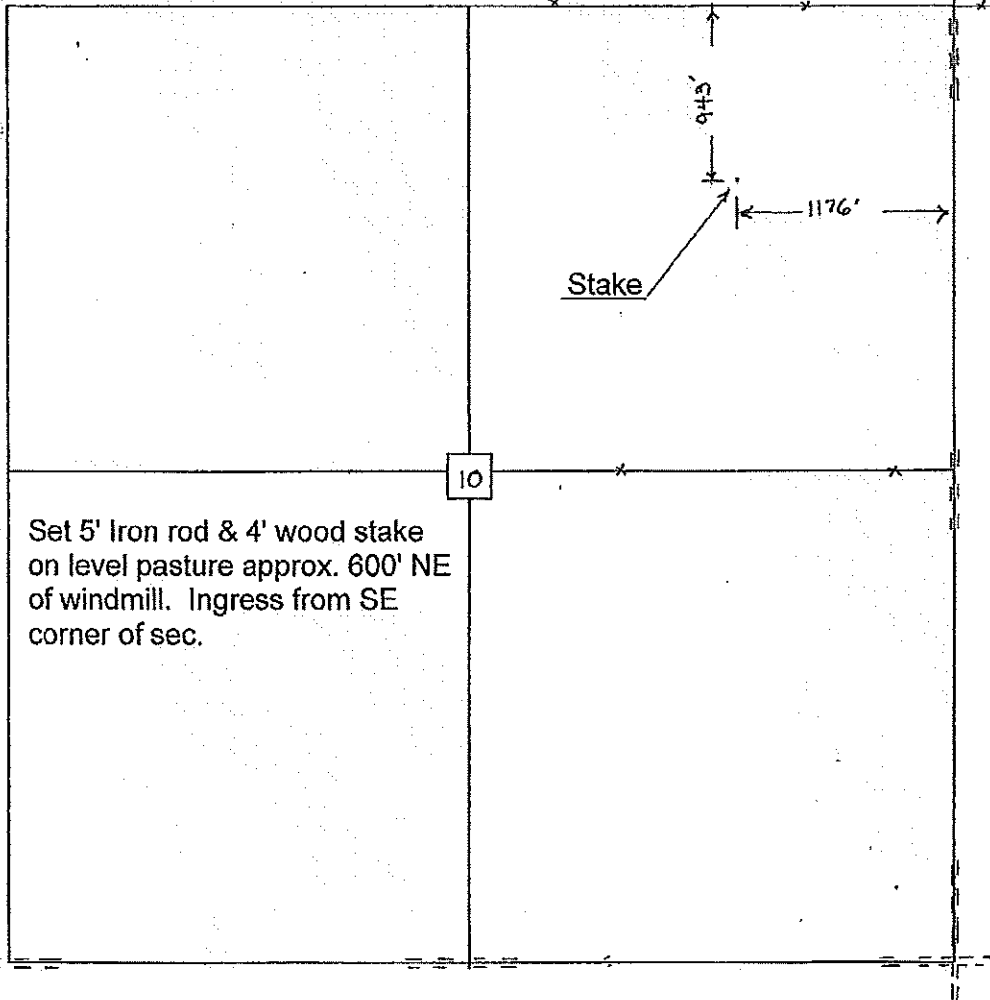 943'
1176'
Stake
10
Set 5' Iron rod & 4' wood stake
on level pasture approx. 600' NE
of windmill. Ingress from SE
corner of sec.